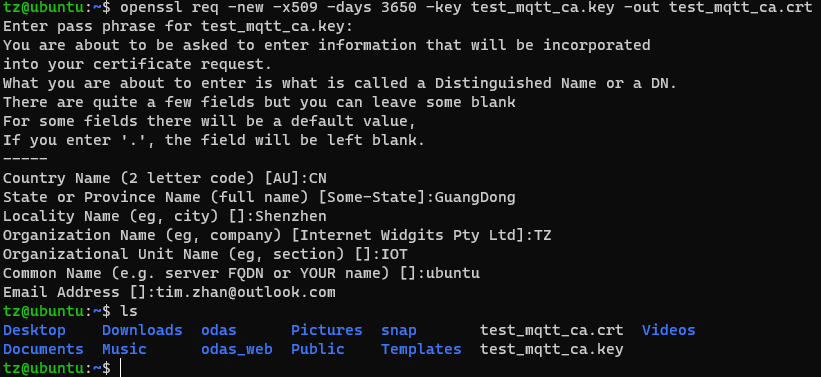 tz@ubuntu:~$ openssl req -new -x509 -days 3650 -key test_mqtt_ca.key -out test_mqtt_ca.crt
Enter pass phrase for test_mqtt_ca.key:
You are about to be asked to enter information that will be incorporated
into your certificate request.
What you are about to enter is what is called a Distinguished Name or a DN.
There are quite a few fields but you can leave some blank
For some fields there will be a default value,
If you enter '.', the field will be left blank.
-----
Country Name (2 letter code) [AU]:CN
State or Province Name (full name) [Some-State]:GuangDong
Locality Name (eg, city) []:Shenzhen
Organization Name (eg, company) [Internet Widgits Pty Ltd]:TZ
Organizational Unit Name (eg, section) []:IOT
Common Name (e.g. server FQDN or YOUR name) []:ubuntu
Email Address []:tim.zhan@outlook.com
tz@ubuntu:~$ ls
Desktop    Downloads  odas      Pictures  snap       test_mqtt_ca.crt  Videos
Documents  Music      odas_web  Public    Templates  test_mqtt_ca.key
tz@ubuntu:~$